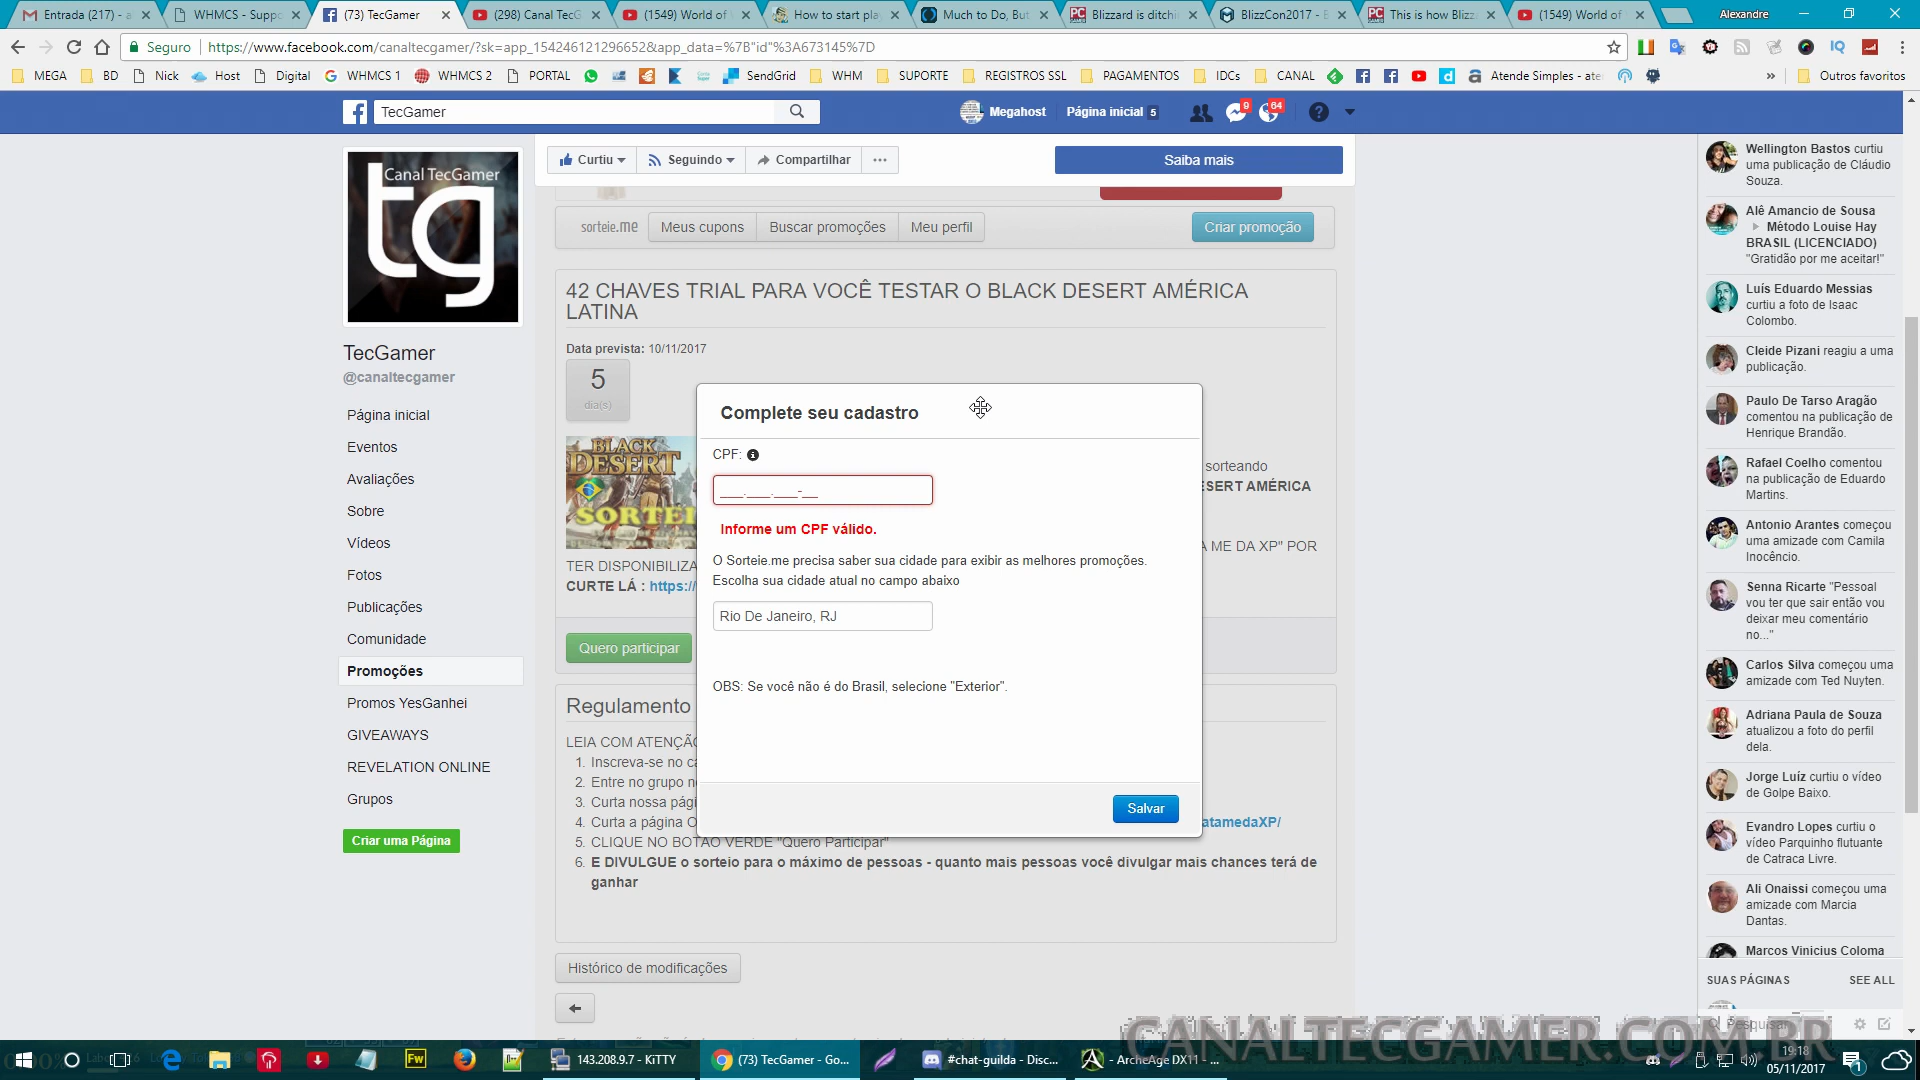 Entrada (217) - a
WHMCS - Supp
(73) TecGamer
(298) Canal TecG
(1549) World of
How to start pla
Much to Do, But
Blizzard is ditchi
BlizzCon2017 - E
This is how Blizz
(1549) World of
Alexandre
Seguro
https://www.facebook.com/canaltecgamer/?sk=app_154246121296652&app_data=%7B"id"%3A673145%7D
MEGA
BD
Nick
Host
Digital
WHMCS 1
WHMCS 2
PORTAL
SendGrid
WHM
SUPORTE
REGISTROS SSL
PAGAMENTOS
IDCs
CANAL
Atende Simples - ate
Outros favoritos
TecGamer
Megahost
Página inicial 5
9
64
Canal TecGamer
tg
TecGamer
@canaltecgamer
Página inicial
Eventos
Avaliações
Sobre
Vídeos
Fotos
Publicações
Comunidade
Promoções
Promos YesGanhei
GIVEAWAYS
REVELATION ONLINE
Grupos
Criar uma Página
Curtiu
Seguindo
Compartilhar
Saiba mais
sorteie.me
Meus cupons
Buscar promoções
Meu perfil
Criar promoção
42 CHAVES TRIAL PARA VOCÊ TESTAR O BLACK DESERT AMÉRICA
LATINA
Data prevista: 10/11/2017
5
dia(s)
BLACK
DESERT
SORTEI
sorteando
SERT AMÉRICA
A ME DA XP" POR
TER DISPONIBILIZA
CURTE LÁ : https://
Quero participar
Complete seu cadastro
CPF:
___.___.___-__
Informe um CPF válido.
O Sorteie.me precisa saber sua cidade para exibir as melhores promoções.
Escolha sua cidade atual no campo abaixo
Rio De Janeiro, RJ
OBS: Se você não é do Brasil, selecione "Exterior".
Salvar
Regulamento
LEIA COM ATENÇÃO
1. Inscreva-se no ca
2. Entre no grupo n
3. Curta nossa pági
4. Curta a página O
atamedaXP/
5. CLIQUE NO BOTÃO VERDE "Quero Participar"
6. E DIVULGUE o sorteio para o máximo de pessoas - quanto mais pessoas você divulgar mais chances terá de
ganhar
Histórico de modificações
Wellington Bastos curtiu
uma publicação de Cláudio
Souza.
Alê Amancio de Sousa
Método Louise Hay
BRASIL (LICENCIADO)
"Gratidão por me aceitar!"
Luís Eduardo Messias
curtiu a foto de Isaac
Colombo.
Cleide Pizani reagiu a uma
publicação.
Paulo De Tarso Aragão
comentou na publicação de
Henrique Brandão.
Rafael Coelho comentou
na publicação de Eduardo
Martins.
Antonio Arantes começou
uma amizade com Camila
Inocêncio.
Senna Ricarte "Pessoal
vou ter que sair então vou
deixar meu comentário
no..."
Carlos Silva começou uma
amizade com Ted Nuyten.
Adriana Paula de Souza
atualizou a foto do perfil
dela.
Jorge Luíz curtiu o vídeo
de Golpe Baixo.
Evandro Lopes curtiu o
vídeo Parquinho flutuante
de Catraca Livre.
Ali Onaissi começou uma
amizade com Marcia
Dantas.
Marcos Vinicius Coloma
SUAS PÁGINAS
SEE ALL
Pesquisar
CANALTECGAMER.COM.BR
143.208.9.7 - KiTTY
(73) TecGamer - Go...
#chat-guilda - Disc...
- ArcheAge DX11 - ...
19:18
05/11/2017